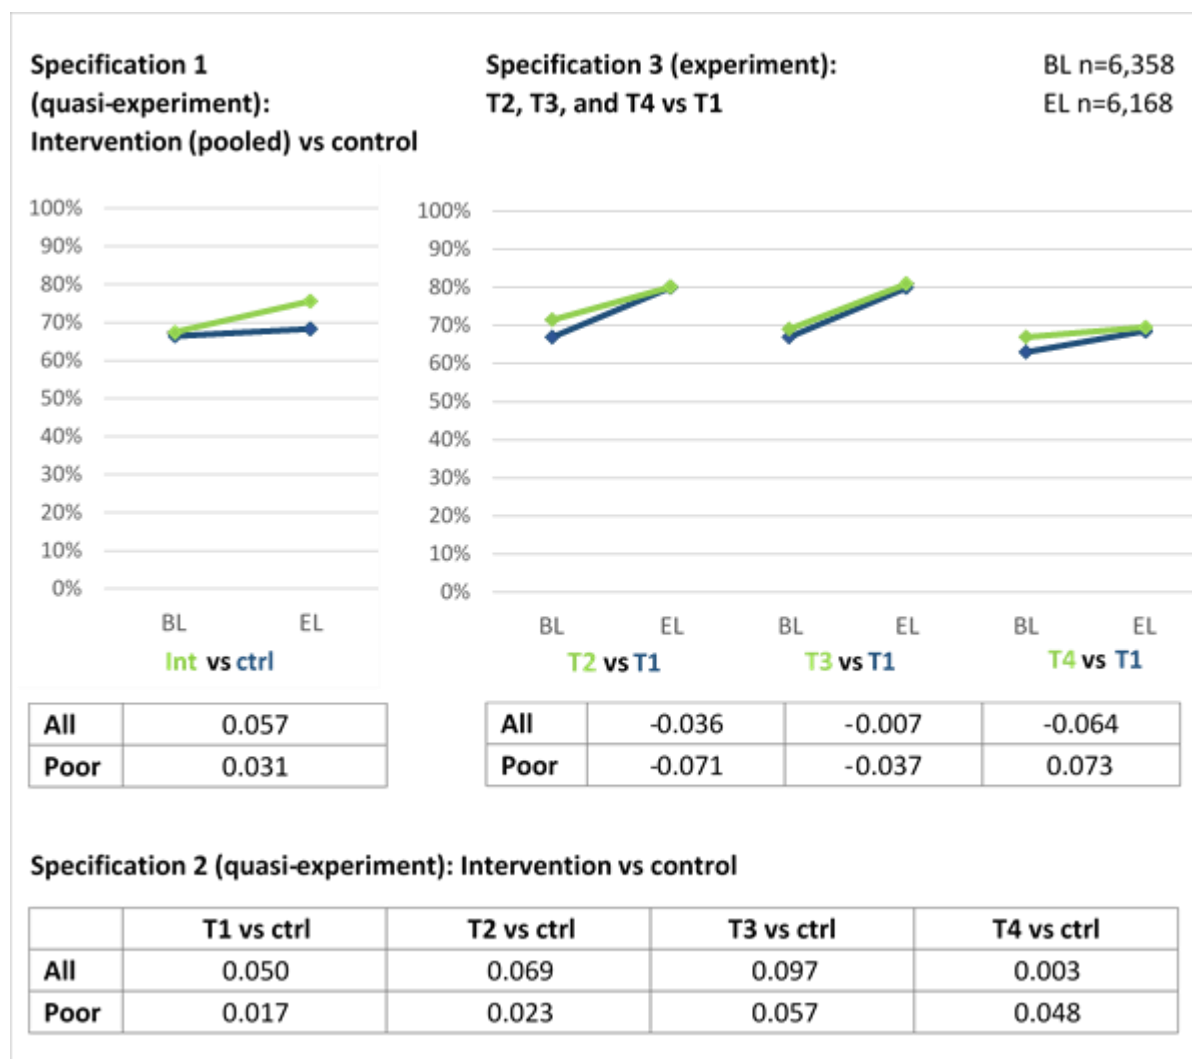 Specification 1
(quasi-experiment):
Intervention (pooled) vs control
Specification 3 (experiment):
T2, T3, and T4 vs T1
BL n=6,358
EL n=6,168
100%
90%
80%
70%
60%
50%
40%
30%
20%
10%
0%
BL EL
Int vs ctrl
100%
90%
80%
70%
60%
50%
40%
30%
20%
10%
0%
BL EL BL EL BL EL
T2 vs T1 T3 vs T1 T4 vs T1
All 0.057
Poor 0.031
All -0.036 -0.007 -0.064
Poor -0.071 -0.037 0.073
Specification 2 (quasi-experiment): Intervention vs control
T1 vs ctrl T2 vs ctrl T3 vs ctrl T4 vs ctrl
All 0.050 0.069 0.097 0.003
Poor 0.017 0.023 0.057 0.048